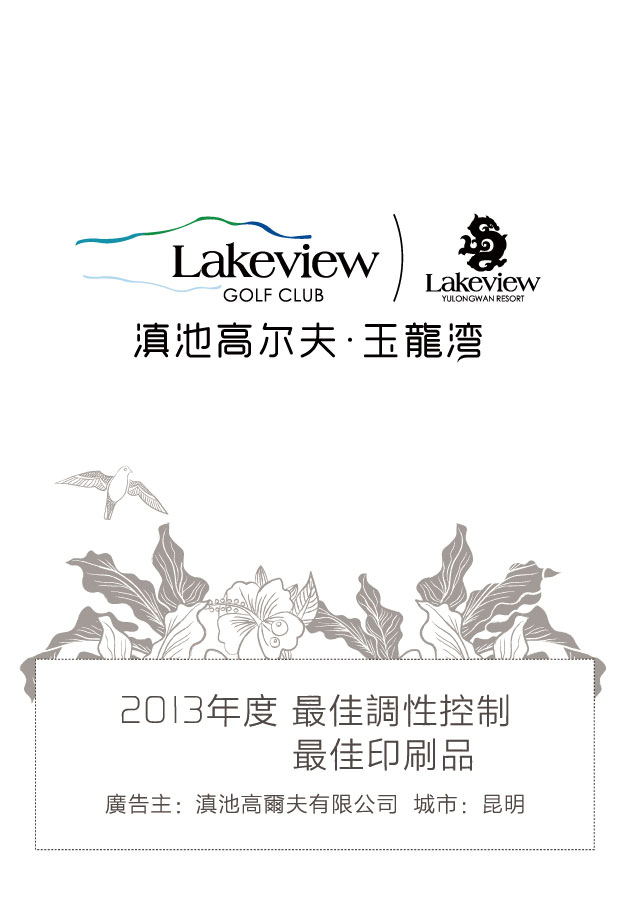 Lakeview
GOLF CLUB
Lakeview
YULONGWAN RESORT
滇池高尔夫·玉龍湾
2013年度 最佳調性控制
最佳印刷品
廣告主：滇池高爾夫有限公司 城市：昆明